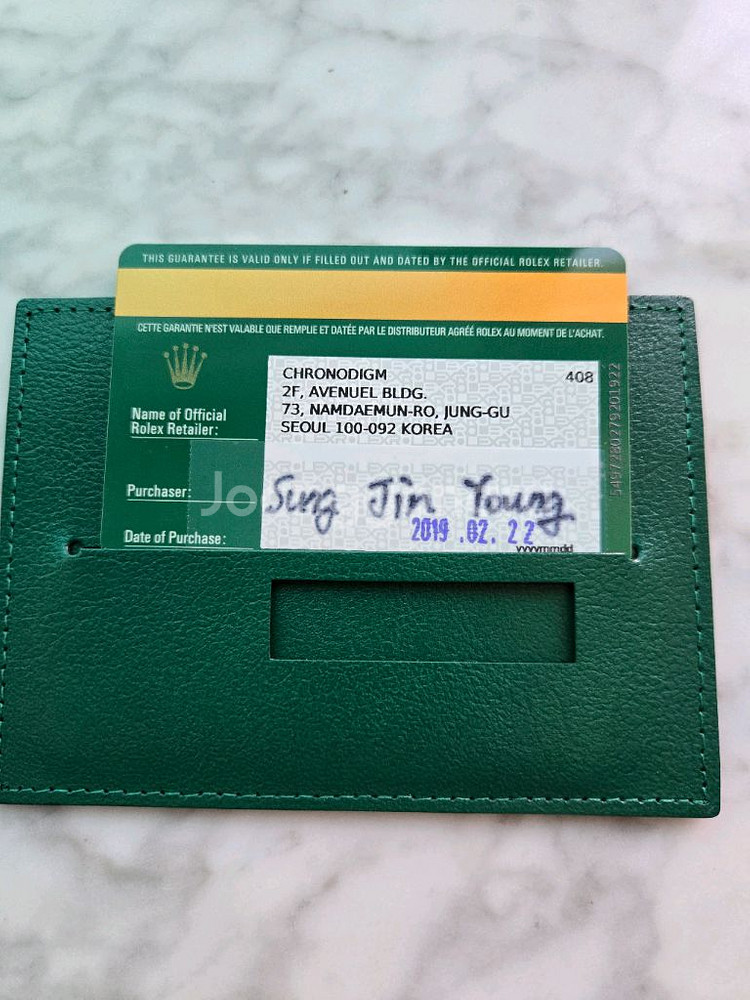 THIS GUARANTEE IS VALID ONLY IF FILLED OUT AND DATED BY THE OFFICIAL ROLEX RETAILER.
CETTE GARANTIE N'EST VALABLE QUE REMPLIE ET DATÉE PAR LE DISTRIBUTEUR AGRÉÉ ROLEX AU MOMENT DE L'ACHAT.
CHRONODIGM 408
2F, AVENUEL BLDG.
73, NAMDAEMUN-RO, JUNG-GU
SEOUL 100-092 KOREA
Name of Official
Rolex Retailer:
Purchaser: Sung Jin Young
Date of Purchase: 2019 .02. 22
yyyymmdd